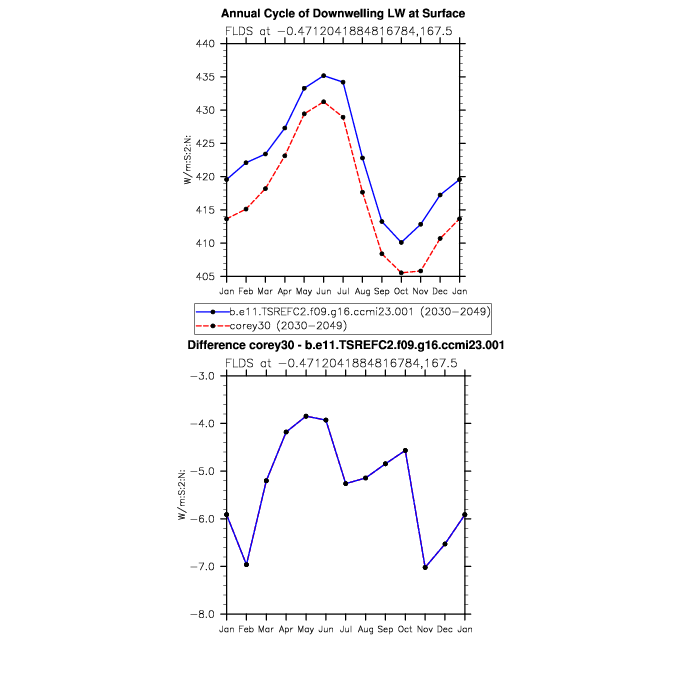 Annual Cycle of Downwelling LW at Surface
FLDS at −0.4712041884816784,167.5
440
435
430
425
420
415
410
405
W/m:S:2:N:
Jan Feb Mar Apr May Jun Jul Aug Sep Oct Nov Dec Jan
b.e11.TSREFC2.f09.g16.ccmi23.001 (2030−2049)
corey30 (2030−2049)
Difference corey30 - b.e11.TSREFC2.f09.g16.ccmi23.001
FLDS at −0.4712041884816784,167.5
−3.0
−4.0
−5.0
−6.0
−7.0
−8.0
W/m:S:2:N:
Jan Feb Mar Apr May Jun Jul Aug Sep Oct Nov Dec Jan